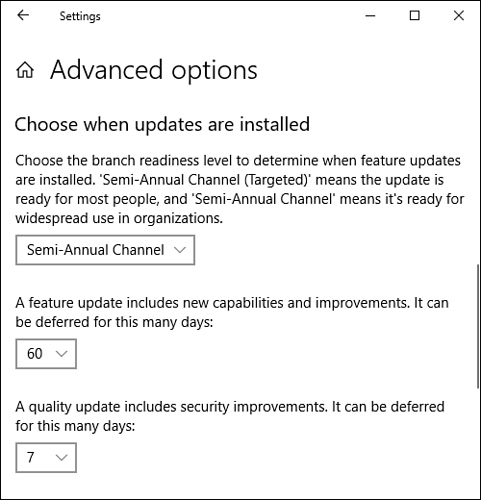 Settings
Advanced options
Choose when updates are installed
Choose the branch readiness level to determine when feature updates
are installed. 'Semi-Annual Channel (Targeted)' means the update is
ready for most people, and 'Semi-Annual Channel' means it's ready for
widespread use in organizations.
Semi-Annual Channel
A feature update includes new capabilities and improvements. It can
be deferred for this many days:
60
A quality update includes security improvements. It can be deferred
for this many days:
7